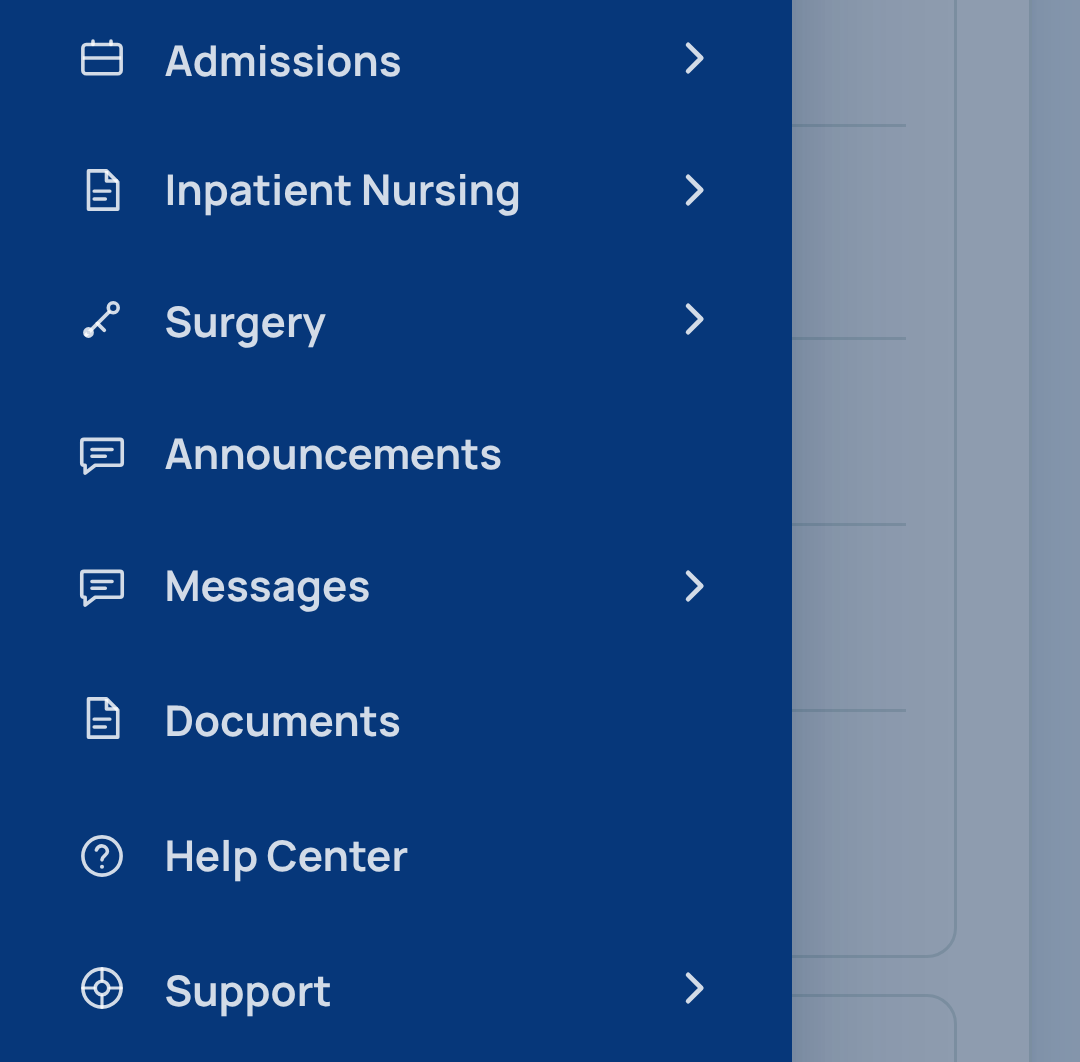 Admissions
Inpatient Nursing
Surgery
Announcements
Messages
Documents
Help Center
Support